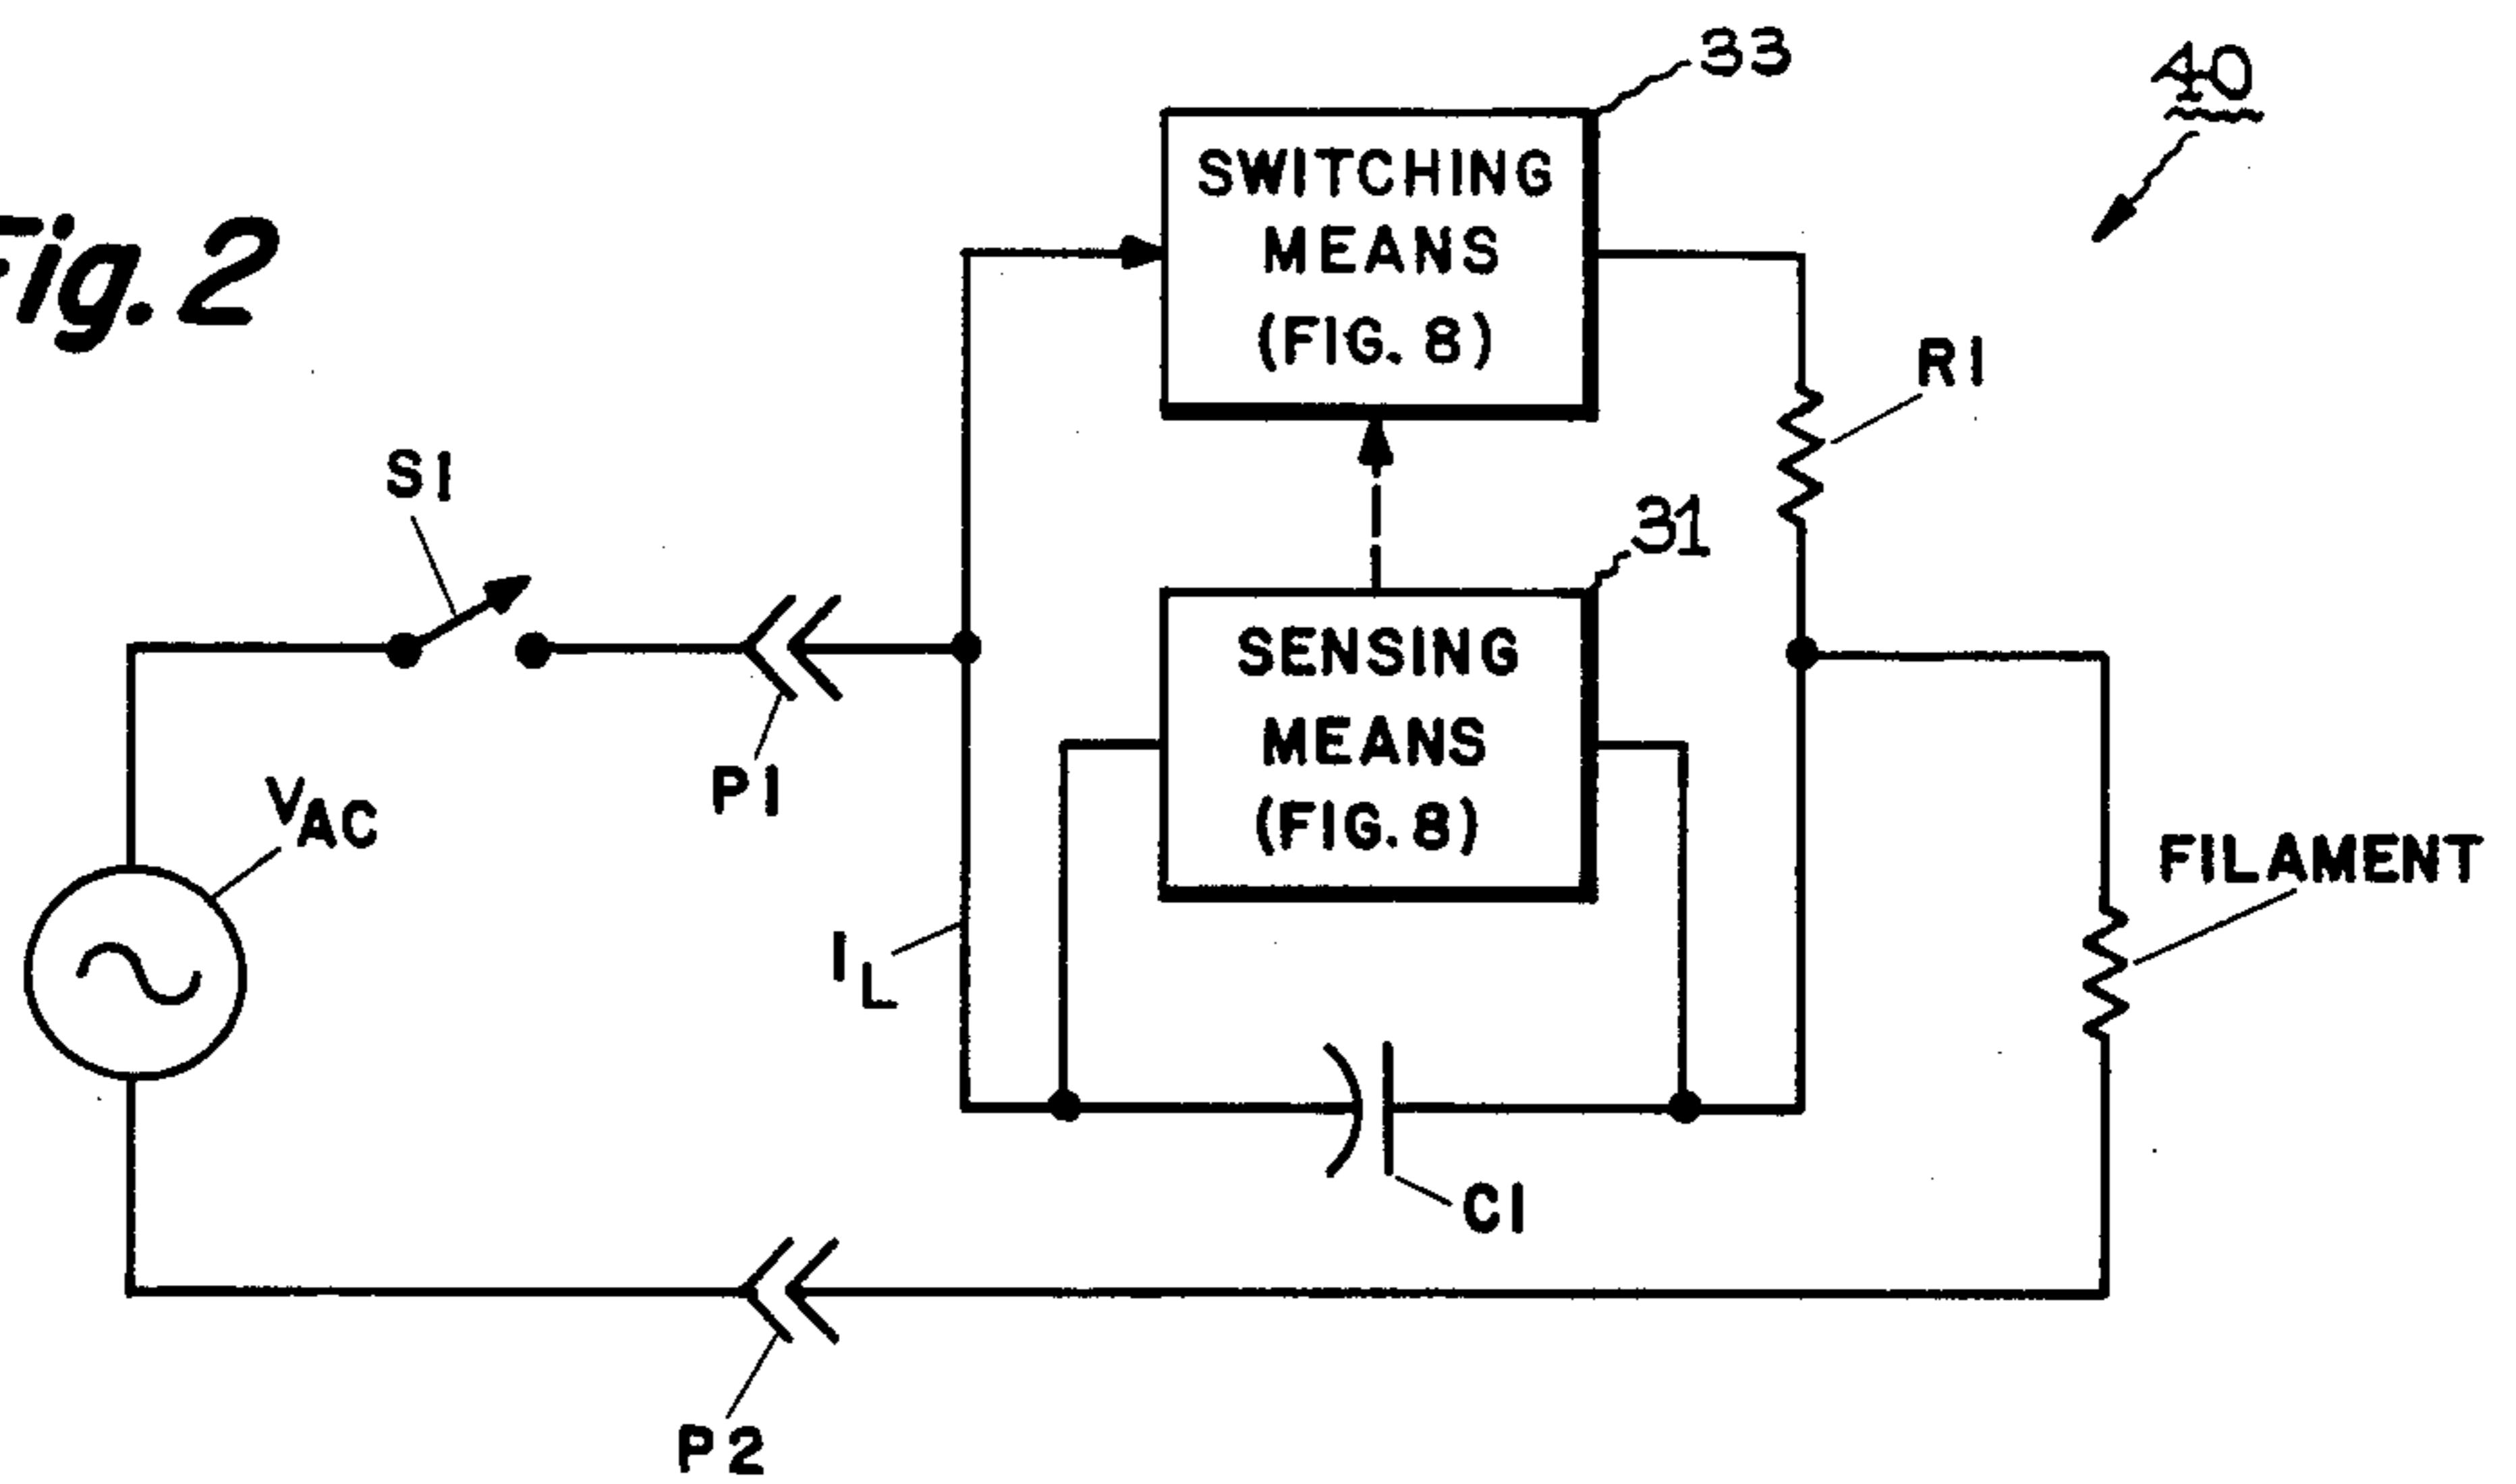 Fig. 2
33
40
SWITCHING
MEANS
(FIG. 8)
R1
S1
31
SENSING
MEANS
(FIG. 8)
P1
VAC
FILAMENT
IL
C1
P2